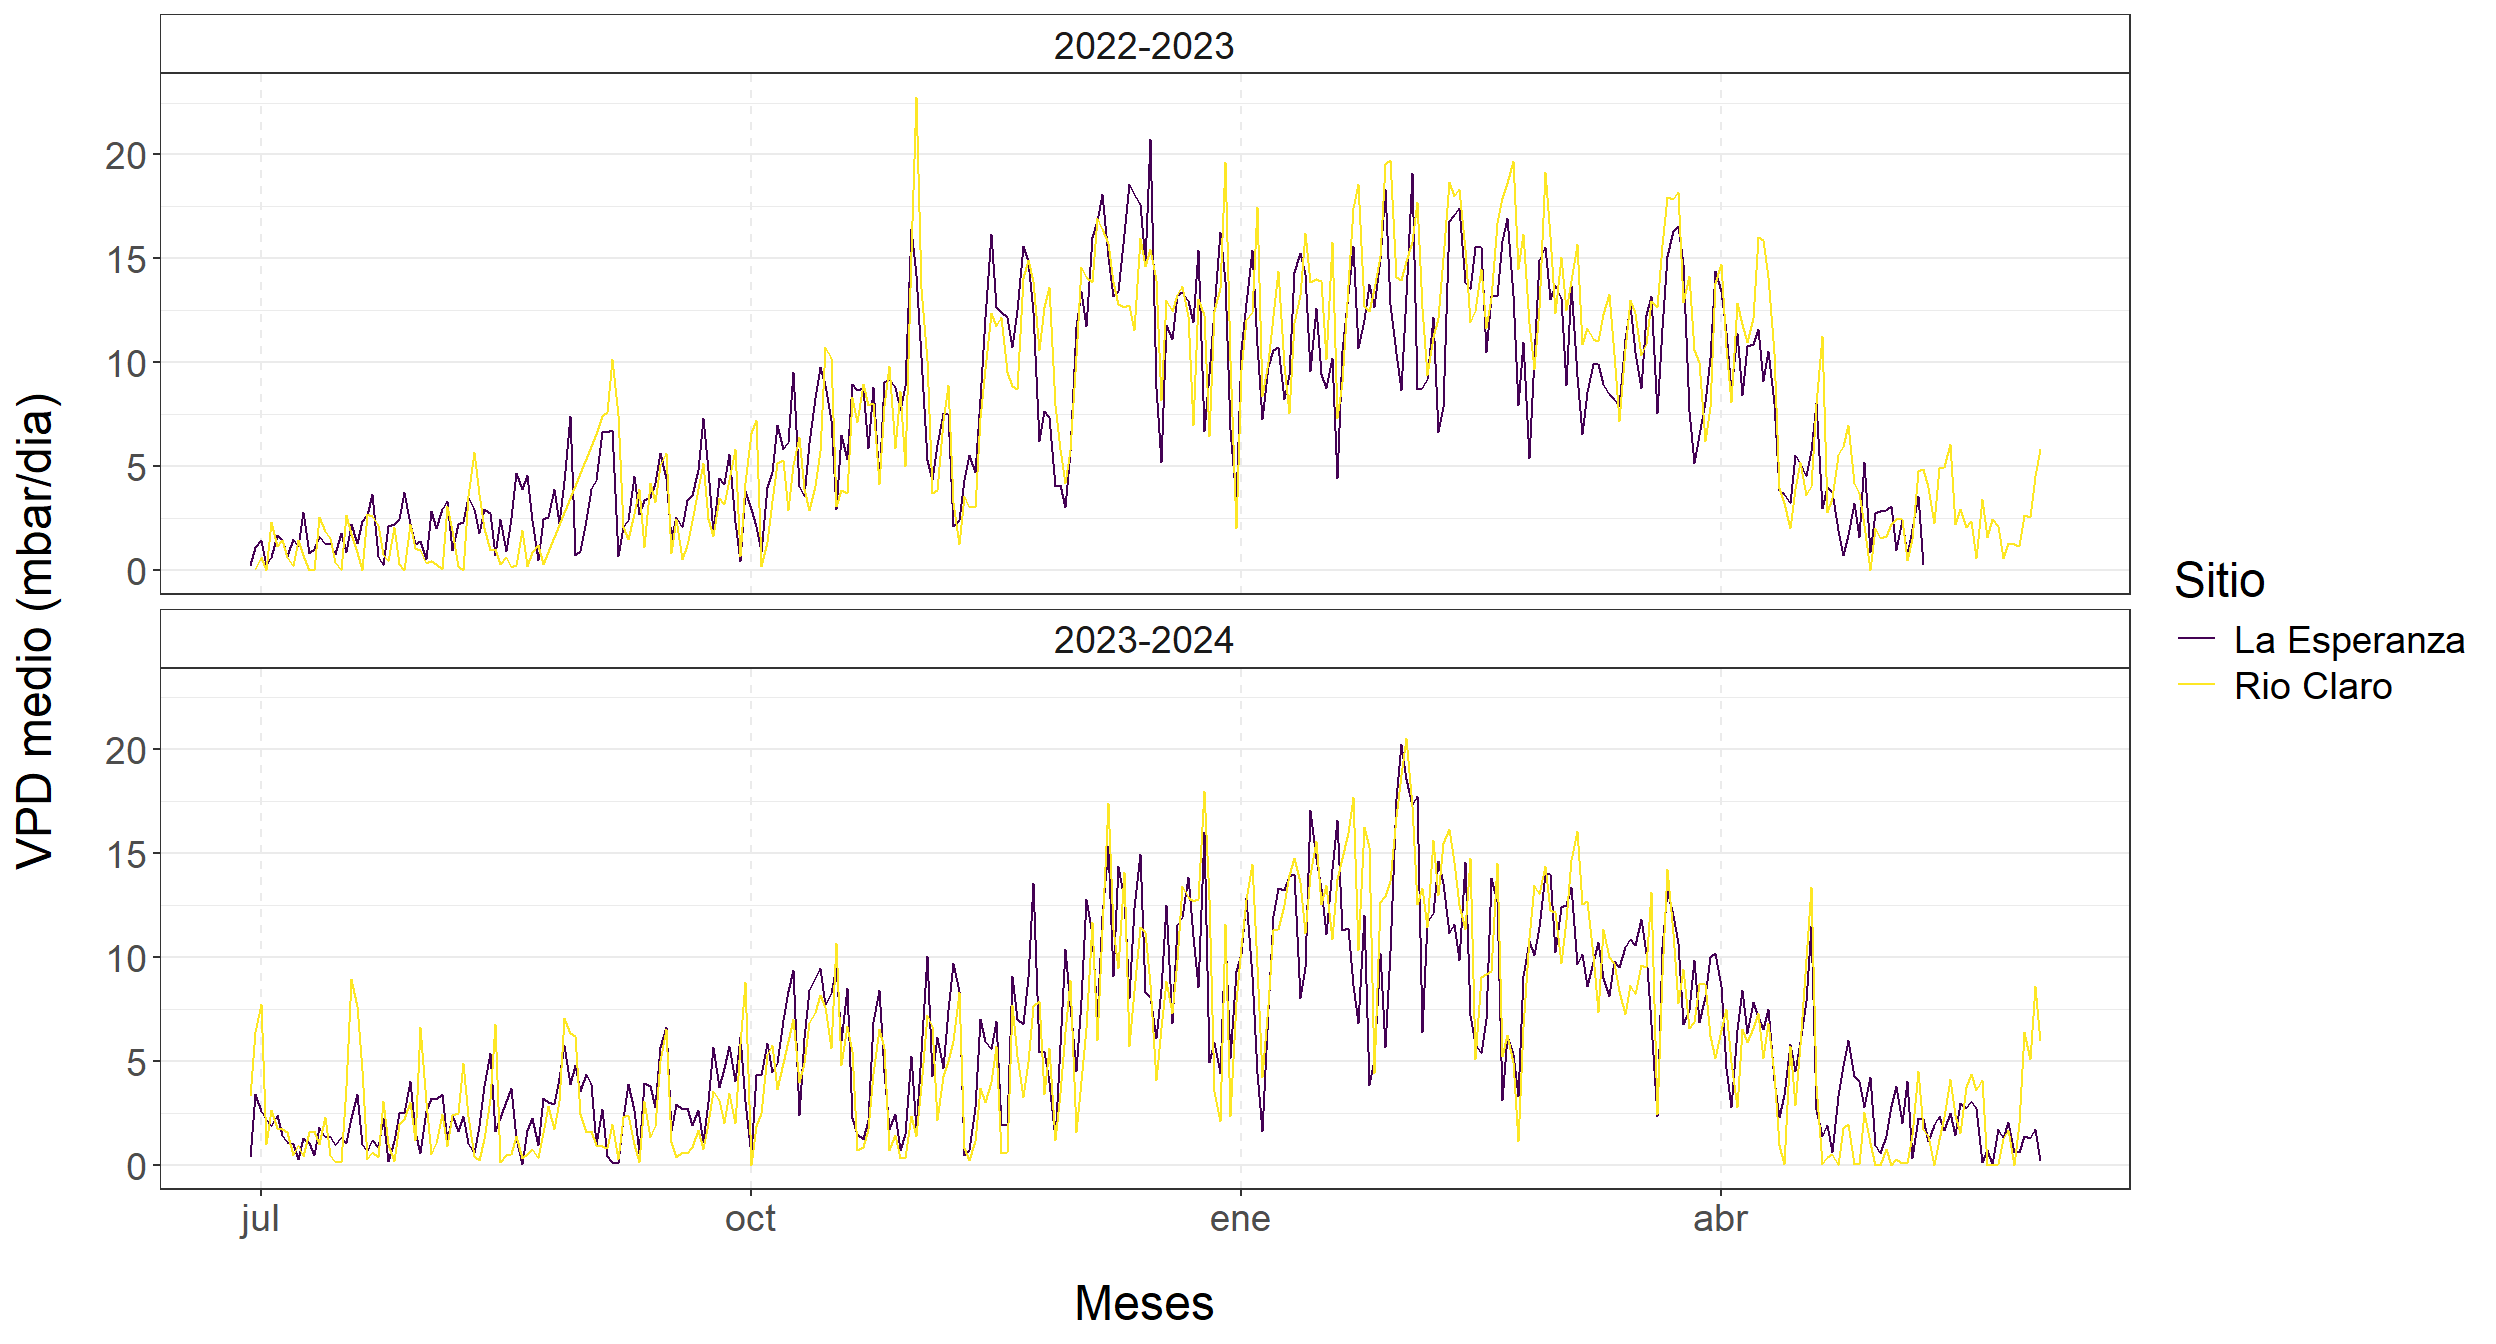 2022-2023
20
15
10
5
0
2023-2024
20
15
10
5
0
jul
oct
ene
abr
Meses
VPD medio (mbar/dia)
Sitio
La Esperanza
Rio Claro